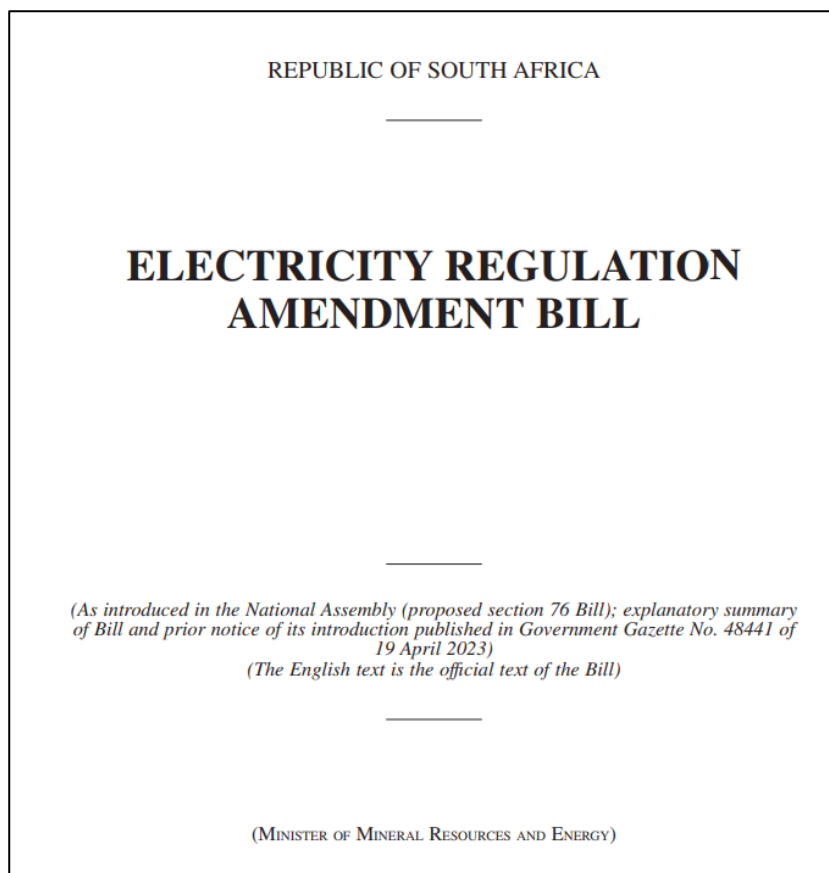 REPUBLIC OF SOUTH AFRICA
ELECTRICITY REGULATION
AMENDMENT BILL
(As introduced in the National Assembly (proposed section 76 Bill); explanatory summary
of Bill and prior notice of its introduction published in Government Gazette No. 48441 of
19 April 2023)
(The English text is the official text of the Bill)
(MINISTER OF MINERAL RESOURCES AND ENERGY)